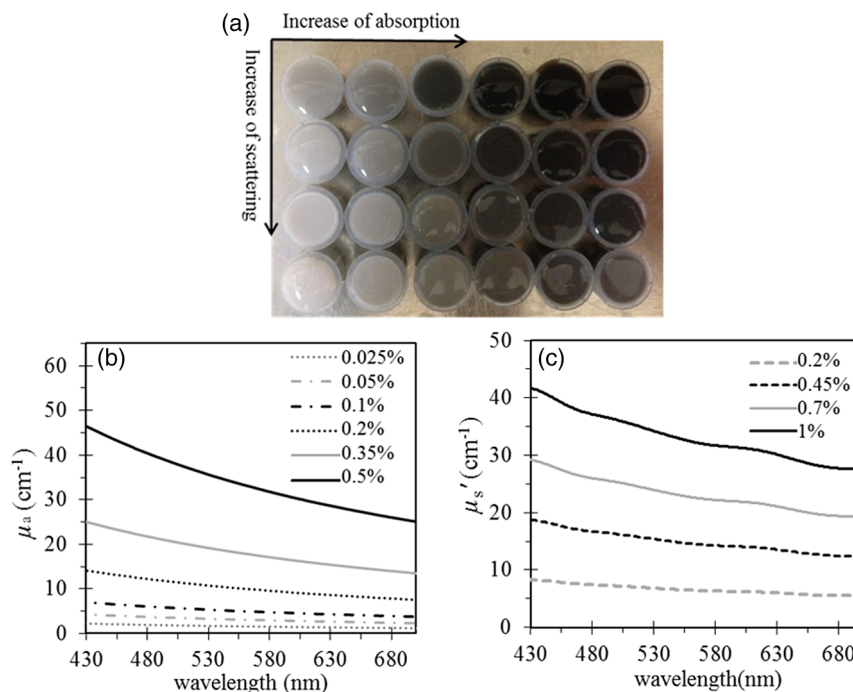 (a)
Increase of absorption
Increase of scattering
(b)
0.025%
0.05%
0.1%
0.2%
0.35%
0.5%
60
50
40
30
20
10
0
μa (cm-1)
430 480 530 580 630 680
wavelength (nm)
(c)
0.2%
0.45%
0.7%
1%
50
40
30
20
10
0
μs′ (cm-1)
430 480 530 580 630 680
wavelength(nm)